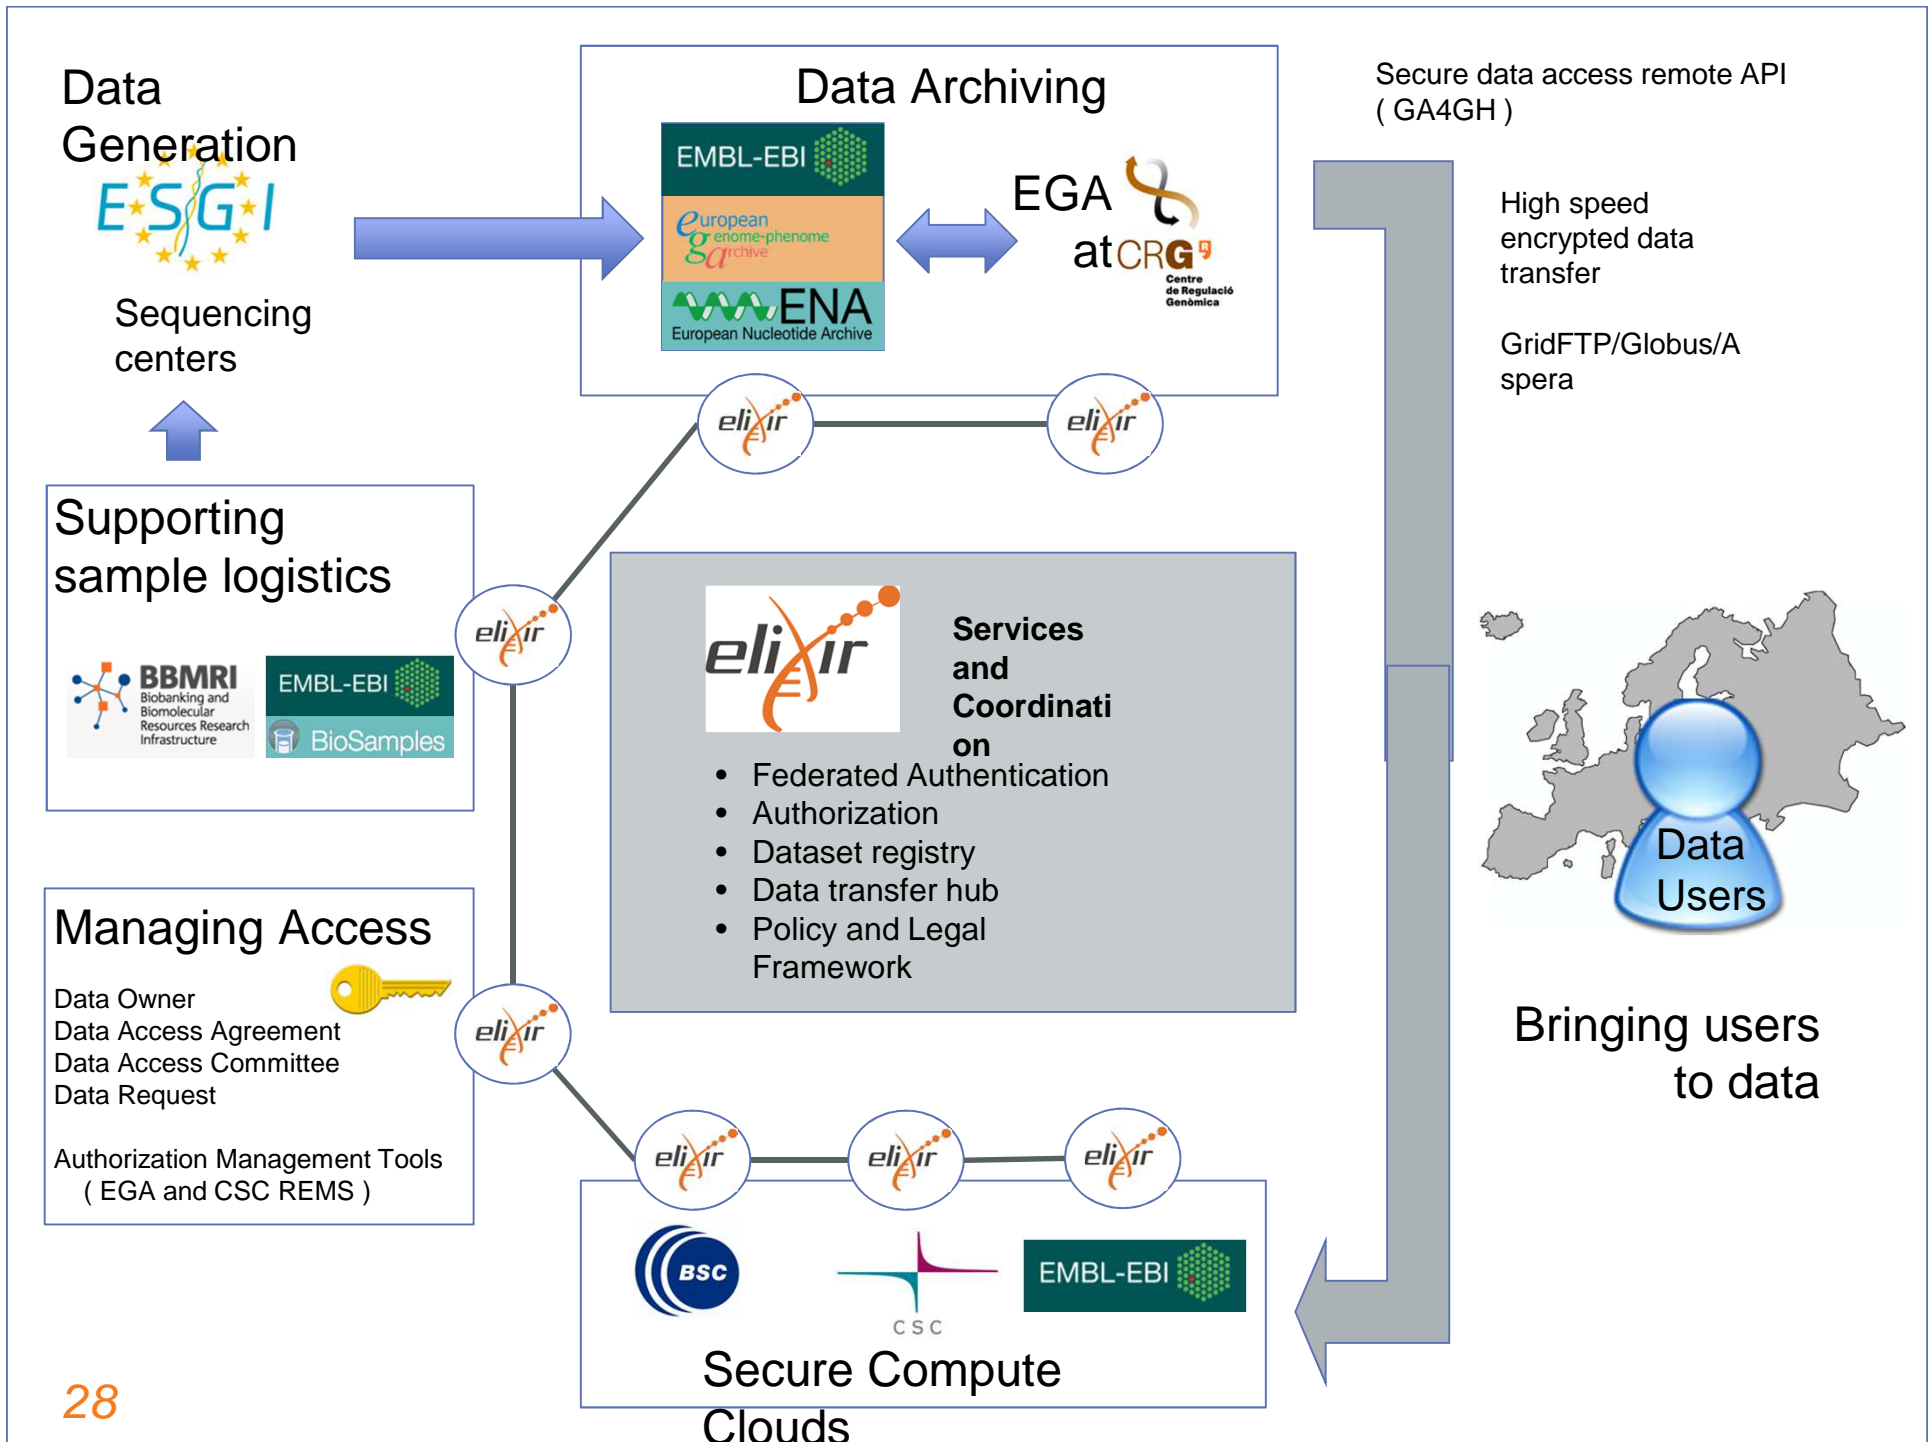 Data
Generation
E S G I
Sequencing
centers
Data Archiving
EMBL-EBI
european
genome-phenome
archive
ENA
European Nucleotide Archive
EGA
at CRG
Centre
de Regulació
Genòmica
Secure data access remote API
( GA4GH )
High speed
encrypted data
transfer
GridFTP/Globus/A
spera
elixir
elixir
Supporting
sample logistics
BBMRI
Biobanking and
Biomolecular
Resources Research
Infrastructure
EMBL-EBI
BioSamples
elixir
elixir
Services
and
Coordinati
on
• Federated Authentication
• Authorization
• Dataset registry
• Data transfer hub
• Policy and Legal
Framework
Data
Users
Bringing users
to data
Managing Access
Data Owner
Data Access Agreement
Data Access Committee
Data Request
Authorization Management Tools
( EGA and CSC REMS )
elixir
elixir
elixir
elixir
BSC
CSC
EMBL-EBI
Secure Compute
Clouds
28